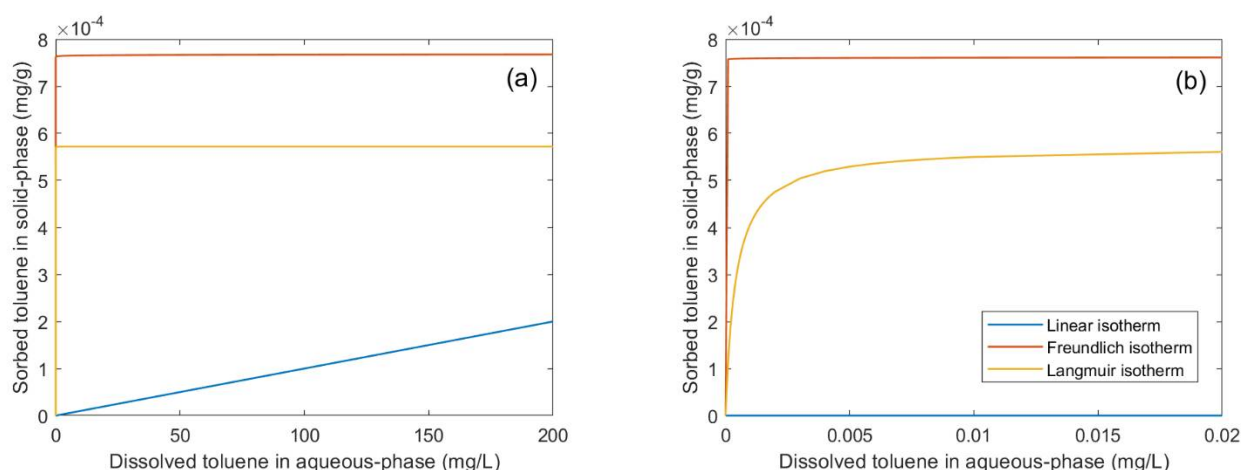 ×10⁻⁴
8
7
6
5
4
3
2
1
0
Sorbed toluene in solid-phase (mg/g)
(a)
0 50 100 150 200
Dissolved toluene in aqueous-phase (mg/L)
×10⁻⁴
8
7
6
5
4
3
2
1
0
Sorbed toluene in solid-phase (mg/g)
(b)
Linear isotherm
Freundlich isotherm
Langmuir isotherm
0 0.005 0.01 0.015 0.02
Dissolved toluene in aqueous-phase (mg/L)